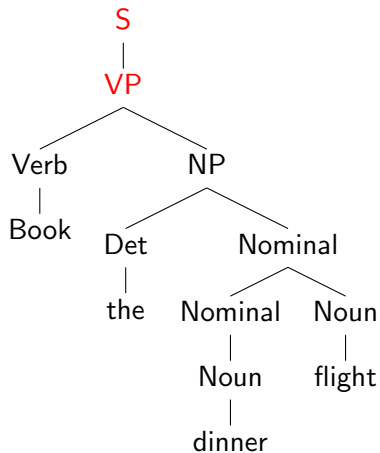 S
VP
Verb NP
Book Det Nominal
the Nominal Noun
Noun flight
dinner